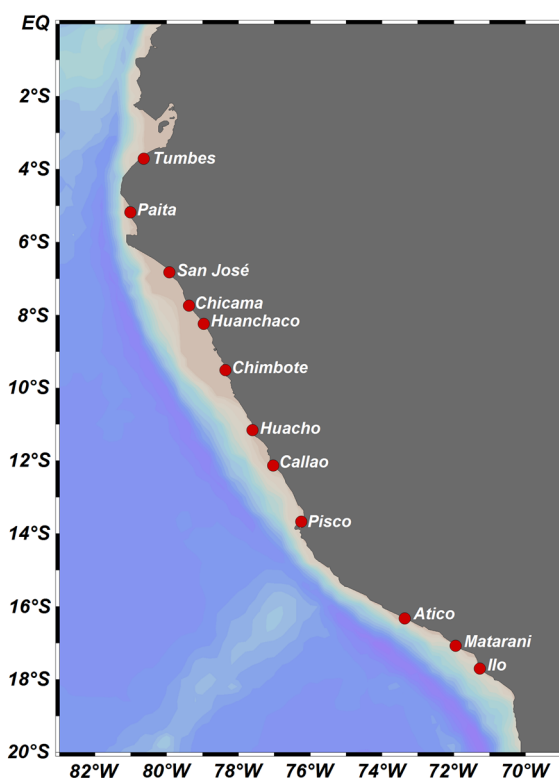 EQ
2°S
4°S
6°S
8°S
10°S
12°S
14°S
16°S
18°S
20°S
Tumbes
Paita
San José
Chicama
Huanchaco
Chimbote
Huacho
Callao
Pisco
Atico
Matarani
Ilo
82°W 80°W 78°W 76°W 74°W 72°W 70°W